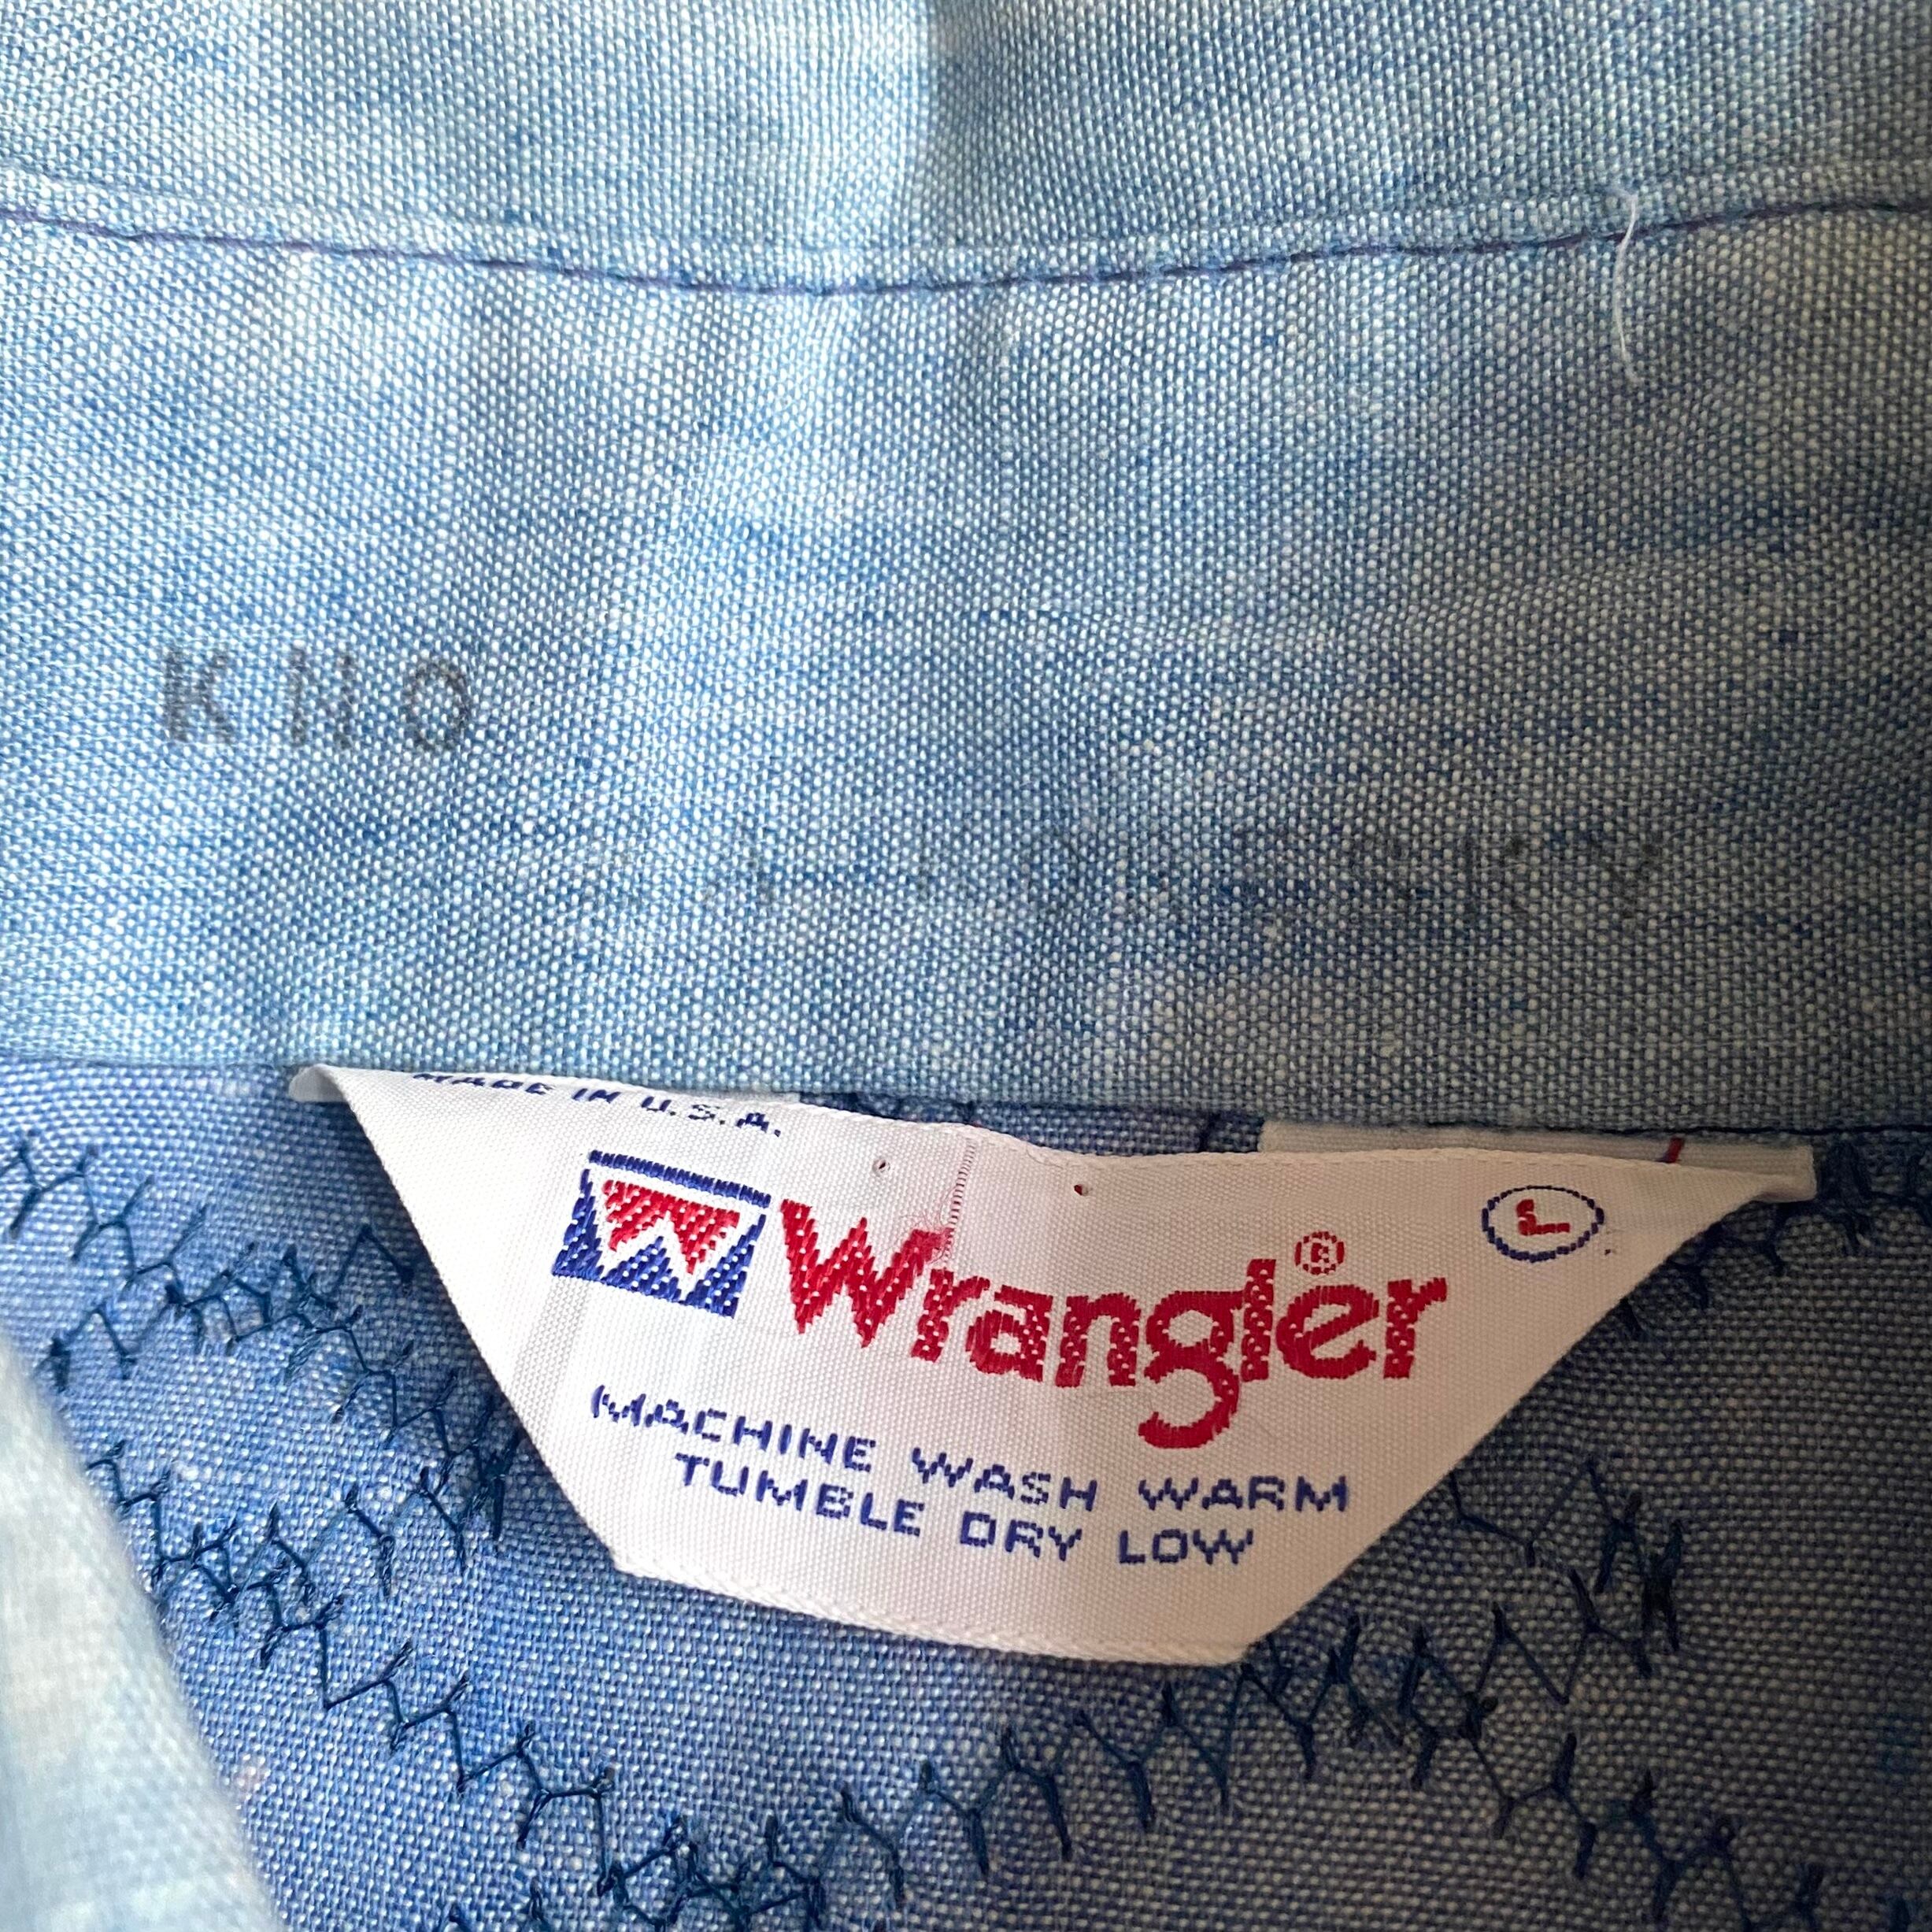 KHO
MADE IN U.S.A.
W Wrangler® L
MACHINE WASH WARM
TUMBLE DRY LOW